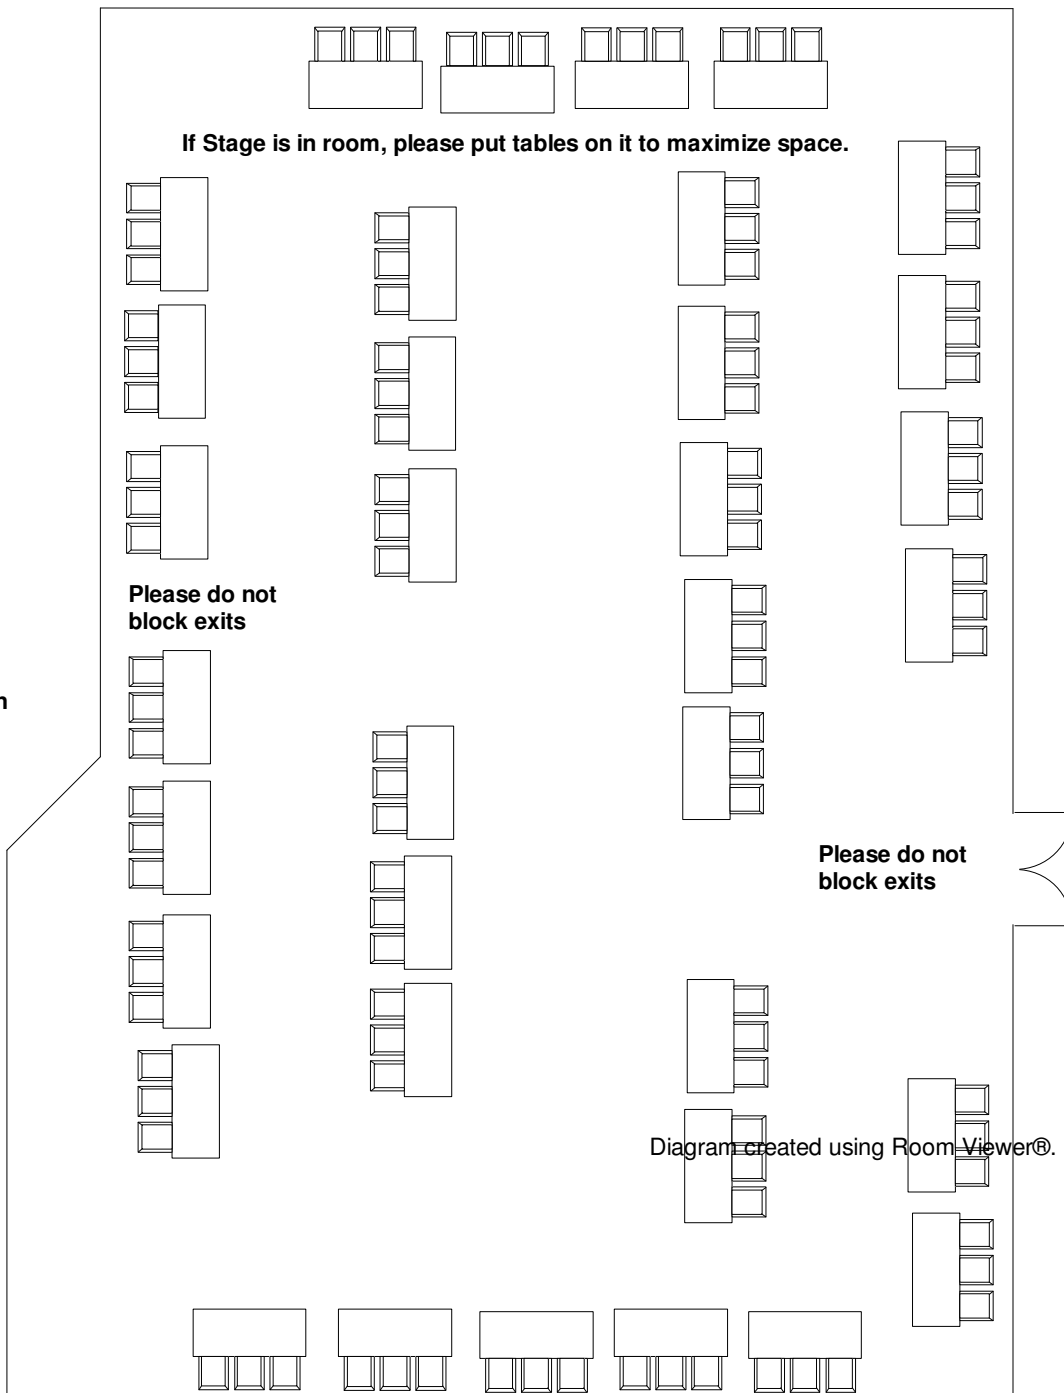 If Stage is in room, please put tables on it to maximize space.
Please do not
block exits
Please do not
block exits
Diagram created using Room Viewer®.